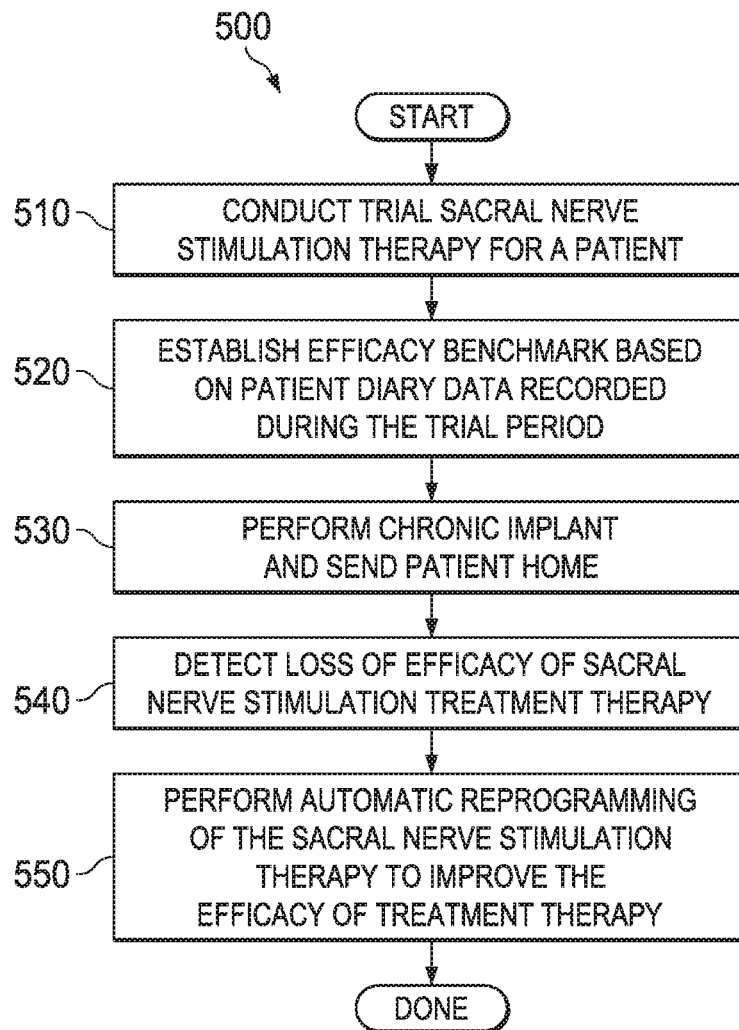 500
START
510
CONDUCT TRIAL SACRAL NERVE
STIMULATION THERAPY FOR A PATIENT
520
ESTABLISH EFFICACY BENCHMARK BASED
ON PATIENT DIARY DATA RECORDED
DURING THE TRIAL PERIOD
530
PERFORM CHRONIC IMPLANT
AND SEND PATIENT HOME
540
DETECT LOSS OF EFFICACY OF SACRAL
NERVE STIMULATION TREATMENT THERAPY
550
PERFORM AUTOMATIC REPROGRAMMING
OF THE SACRAL NERVE STIMULATION
THERAPY TO IMPROVE THE
EFFICACY OF TREATMENT THERAPY
DONE